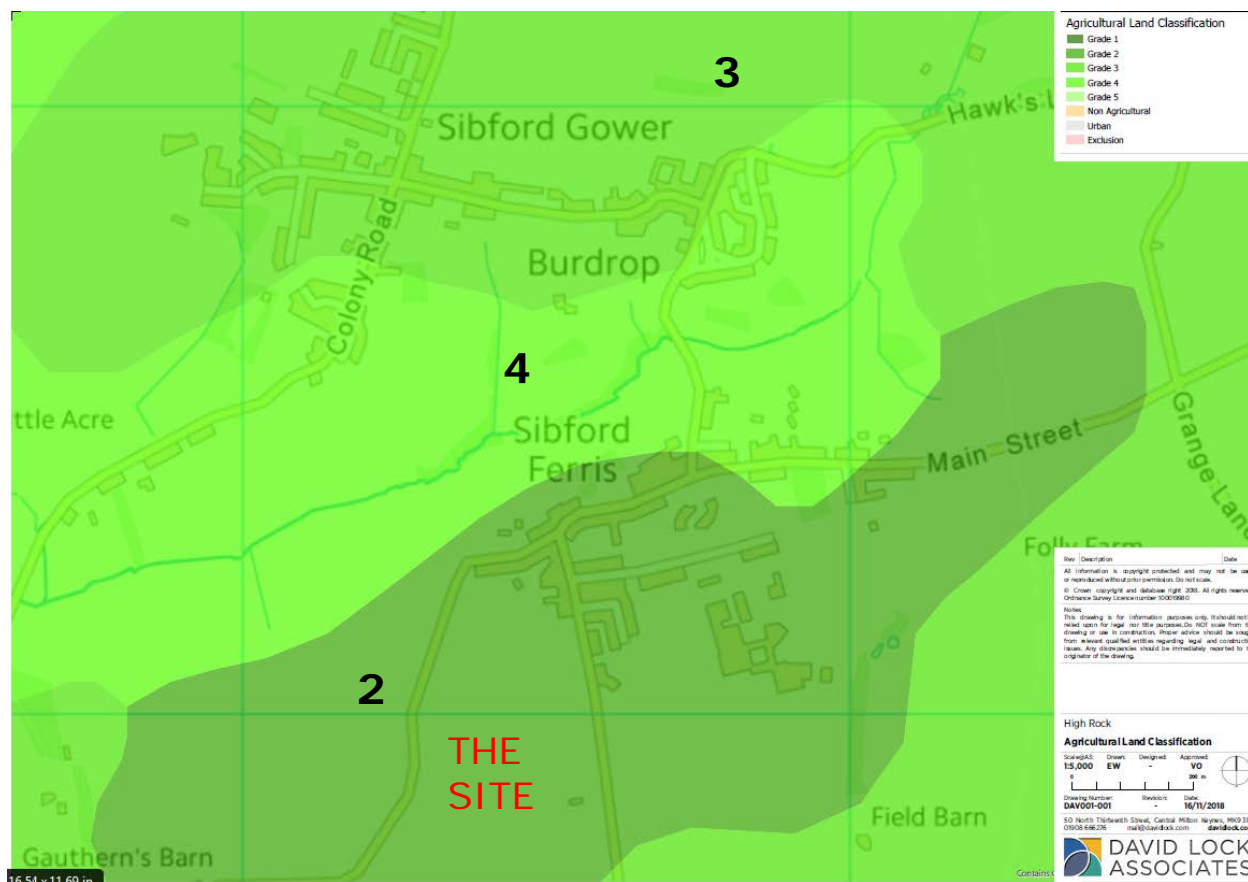 Agricultural Land Classification
Grade 1
Grade 2
Grade 3
Grade 4
Grade 5
Non Agricultural
Urban
Exclusion
3
Hawk's L
Sibford Gower
Burdrop
Colony Road
4
ttle Acre
Sibford
Ferris
Main Street
Grange Lane
Folly Farm
2
THE
SITE
Field Barn
Gauthern's Barn
16.54 x 11.69 in
Contains
Rev Description Date
All information is copyright protected and may not be use
or reproduced without prior permission. Do not scale.
© Crown copyright and database right 2018. All rights reserve
Ordnance Survey Licence number 100019980
Notes
This drawing is for information purposes only. It should not
relied upon for legal nor title purposes. Do NOT scale from t
drawing or use in construction. Proper advice should be soug
from relevant qualified entities regarding legal and constructi
issues. Any discrepancies should be immediately reported to t
originator of the drawing.
High Rock
Agricultural Land Classification
Scale@A3: Drawn: Designed: Approved:
1:5,000 EW - VO
0 200 m
Drawing Number: Revision: Date:
DAV001-001 - 16/11/2018
50 North Thirteenth Street, Central Milton Keynes, MK9 3B
01908 666276 mail@davidlock.com davidlock.co
DAVID LOCK
ASSOCIATES